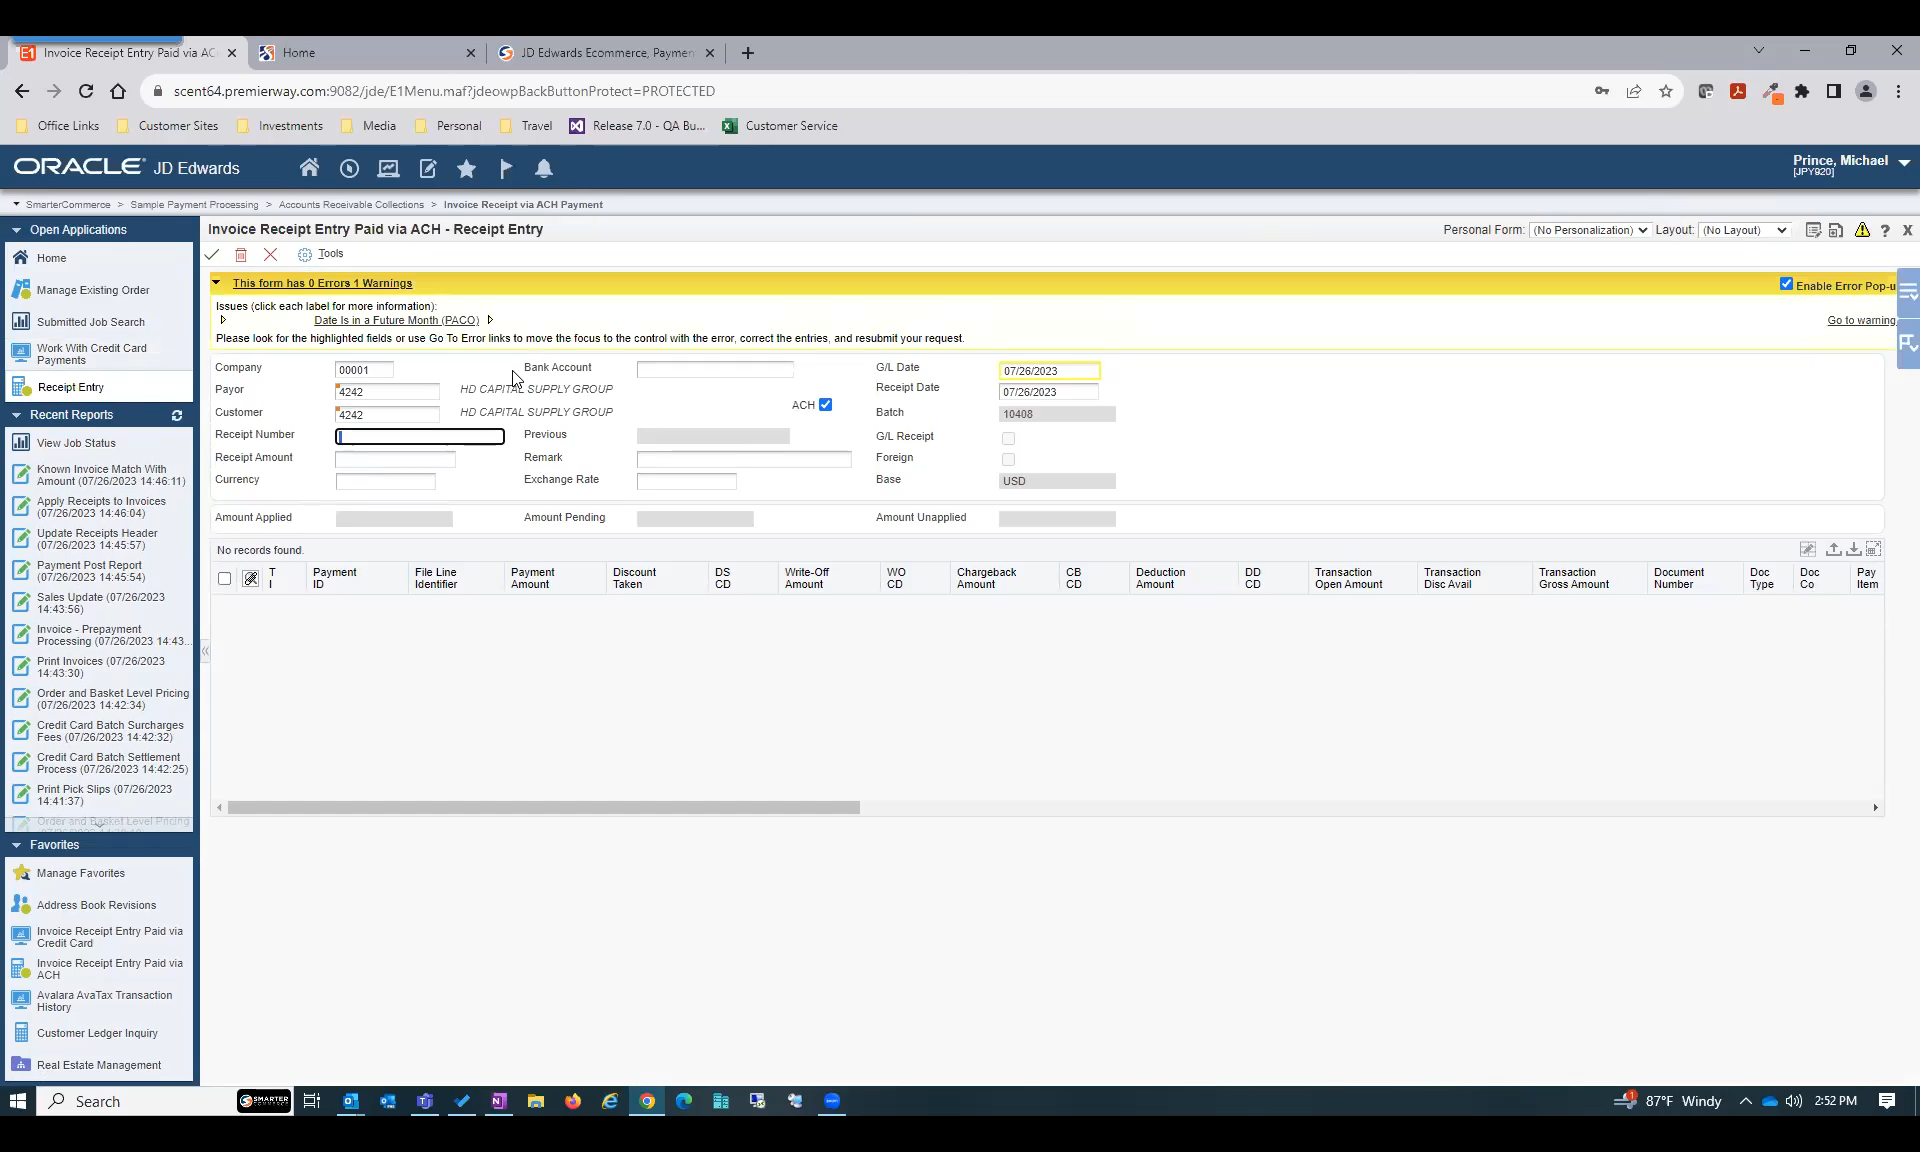 Invoice Receipt Entry Paid via AC
Home
JD Edwards Ecommerce, Paymen
scent64.premierway.com:9082/jde/E1Menu.maf?jdeowpBackButtonProtect=PROTECTED
Office Links
Customer Sites
Investments
Media
Personal
Travel
Release 7.0 - QA Bu...
Customer Service
ORACLE JD Edwards
Prince, Michael
[JPY920]
SmarterCommerce > Sample Payment Processing > Accounts Receivable Collections > Invoice Receipt via ACH Payment
Open Applications
Home
Manage Existing Order
Submitted Job Search
Work With Credit Card
Payments
Receipt Entry
Recent Reports
View Job Status
Known Invoice Match With
Amount (07/26/2023 14:46:11)
Apply Receipts to Invoices
(07/26/2023 14:46:04)
Update Receipts Header
(07/26/2023 14:45:57)
Payment Post Report
(07/26/2023 14:45:54)
Sales Update (07/26/2023
14:43:56)
Invoice - Prepayment
Processing (07/26/2023 14:43...
Print Invoices (07/26/2023
14:43:30)
Order and Basket Level Pricing
(07/26/2023 14:42:34)
Credit Card Batch Surcharges
Fees (07/26/2023 14:42:32)
Credit Card Batch Settlement
Process (07/26/2023 14:42:25)
Print Pick Slips (07/26/2023
14:41:37)
Order and Basket Level Pricing
Favorites
Manage Favorites
Address Book Revisions
Invoice Receipt Entry Paid via
Credit Card
Invoice Receipt Entry Paid via
ACH
Avalara AvaTax Transaction
History
Customer Ledger Inquiry
Real Estate Management
Invoice Receipt Entry Paid via ACH - Receipt Entry
Personal Form: (No Personalization) Layout: (No Layout)
Tools
This form has 0 Errors 1 Warnings
Enable Error Pop-u
Issues (click each label for more information):
Date Is in a Future Month (PACO)
Go to warning
Please look for the highlighted fields or use Go To Error links to move the focus to the control with the error, correct the entries, and resubmit your request.
Company 00001 Bank Account G/L Date 07/26/2023
Payor 4242 HD CAPITAL SUPPLY GROUP Receipt Date 07/26/2023
ACH
Customer 4242 HD CAPITAL SUPPLY GROUP Batch 10408
Receipt Number Previous G/L Receipt
Receipt Amount Remark Foreign
Currency Exchange Rate Base USD
Amount Applied Amount Pending Amount Unapplied
No records found.
T Payment File Line Payment Discount DS Write-Off WO Chargeback CB Deduction DD Transaction Transaction Transaction Document Doc Doc Pay
I ID Identifier Amount Taken CD Amount CD Amount CD Amount CD Open Amount Disc Avail Gross Amount Number Type Co Item
Search
SMARTER
87°F Windy
2:52 PM